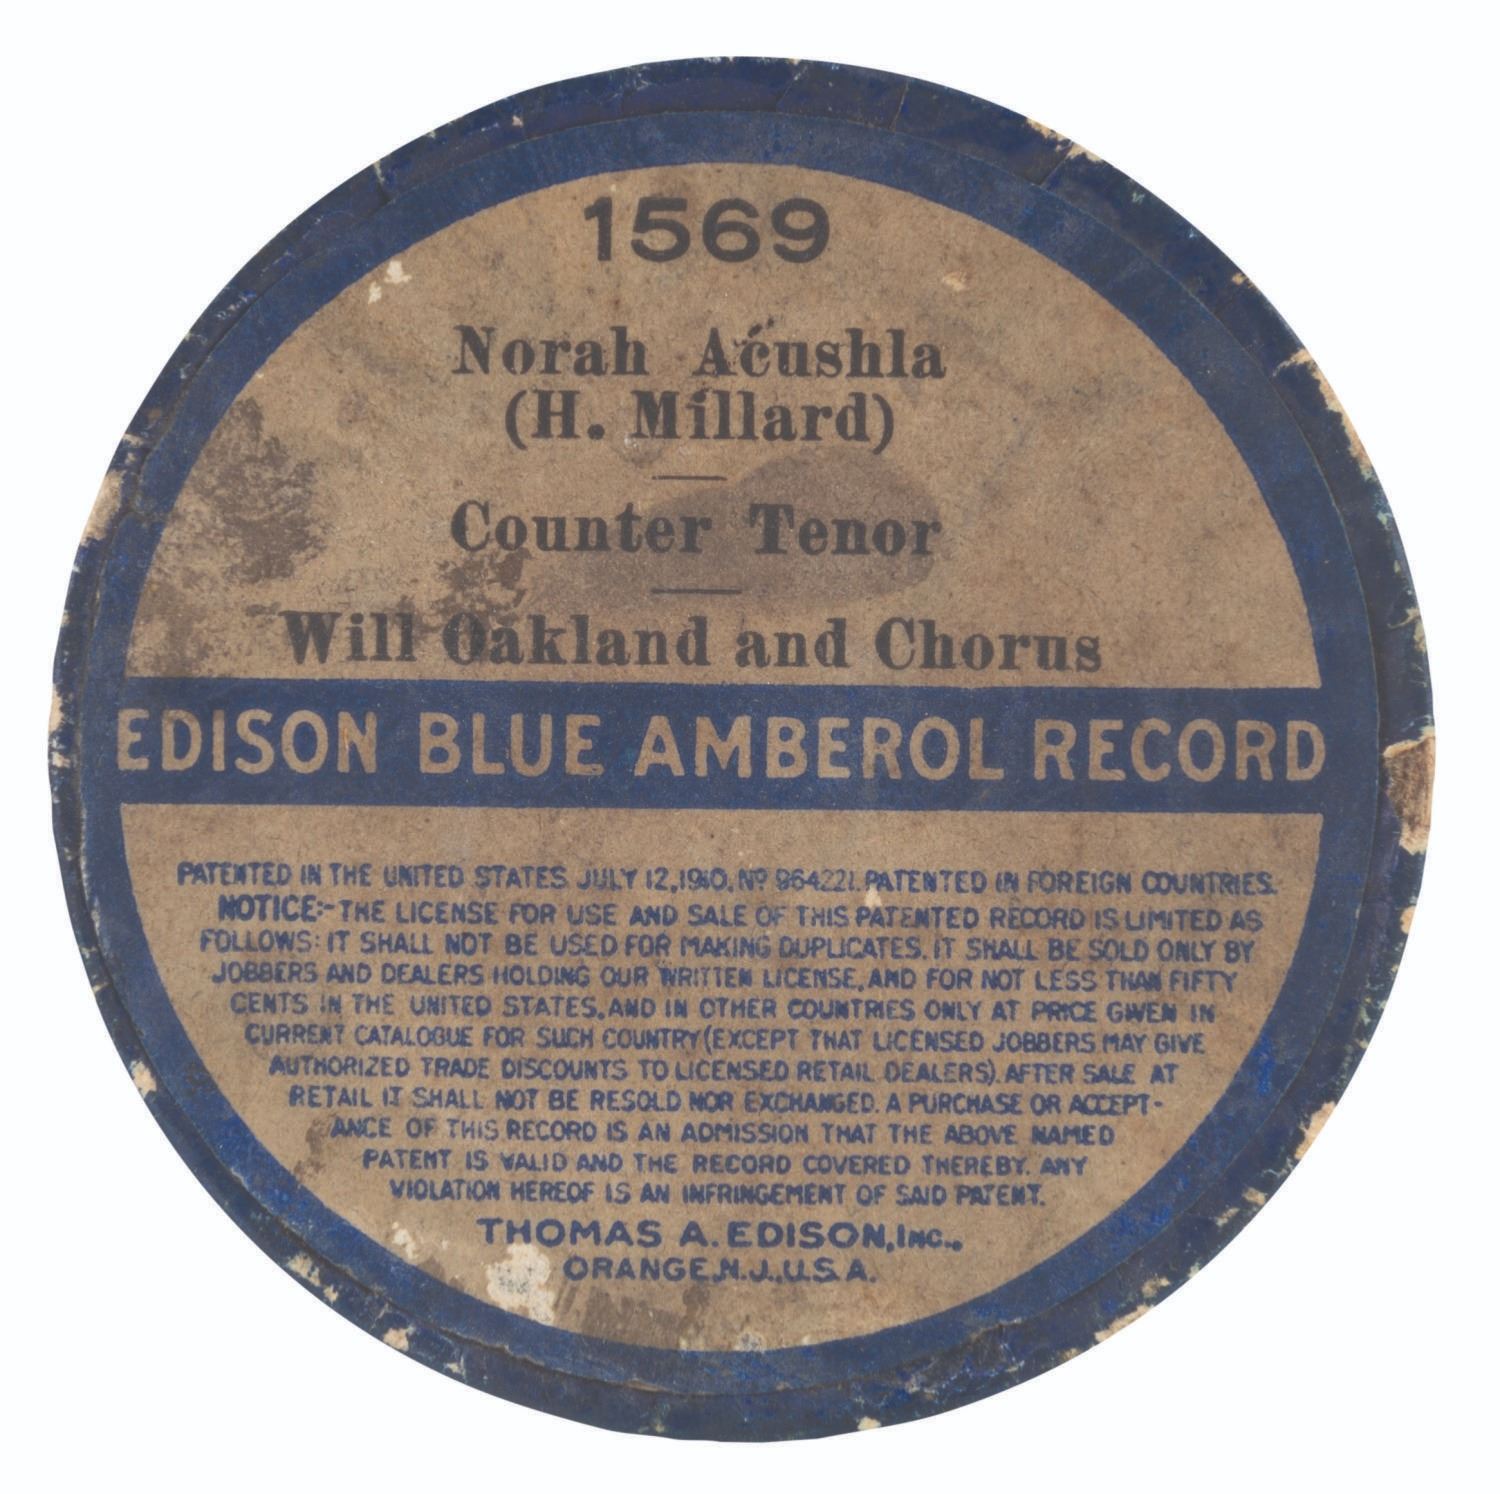 1569
Norah Acushla
(H. Millard)
Counter Tenor
Will Oakland and Chorus
EDISON BLUE AMBEROL RECORD
PATENTED IN THE UNITED STATES JULY 12, 1910, Nº 964221. PATENTED IN FOREIGN COUNTRIES.
NOTICE:-THE LICENSE FOR USE AND SALE OF THIS PATENTED RECORD IS LIMITED AS
FOLLOWS: IT SHALL NOT BE USED FOR MAKING DUPLICATES. IT SHALL BE SOLD ONLY BY
JOBBERS AND DEALERS HOLDING OUR WRITTEN LICENSE, AND FOR NOT LESS THAN FIFTY
CENTS IN THE UNITED STATES, AND IN OTHER COUNTRIES ONLY AT PRICE GIVEN IN
CURRENT CATALOGUE FOR SUCH COUNTRY (EXCEPT THAT LICENSED JOBBERS MAY GIVE
AUTHORIZED TRADE DISCOUNTS TO LICENSED RETAIL DEALERS). AFTER SALE AT
RETAIL IT SHALL NOT BE RESOLD NOR EXCHANGED. A PURCHASE OR ACCEPT-
ANCE OF THIS RECORD IS AN ADMISSION THAT THE ABOVE NAMED
PATENT IS VALID AND THE RECORD COVERED THEREBY. ANY
VIOLATION HEREOF IS AN INFRINGEMENT OF SAID PATENT.
THOMAS A. EDISON, INC.,
ORANGE, N.J., U.S.A.